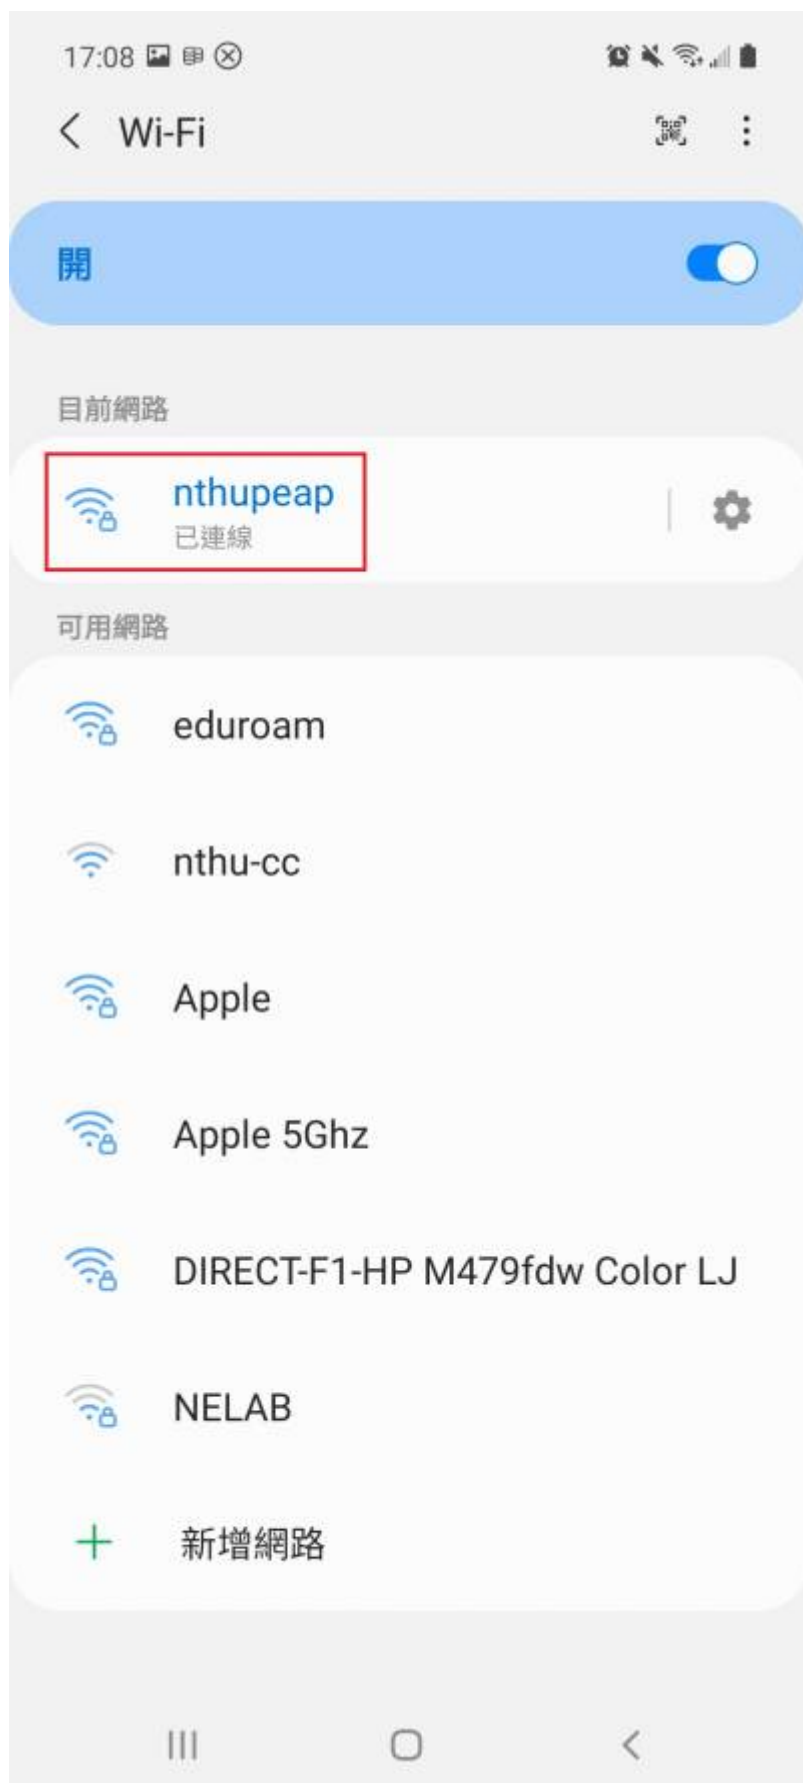 17:08
Wi-Fi
開
目前網路
nthupeap
已連線
可用網路
eduroam
nthu-cc
Apple
Apple 5Ghz
DIRECT-F1-HP M479fdw Color LJ
NELAB
新增網路